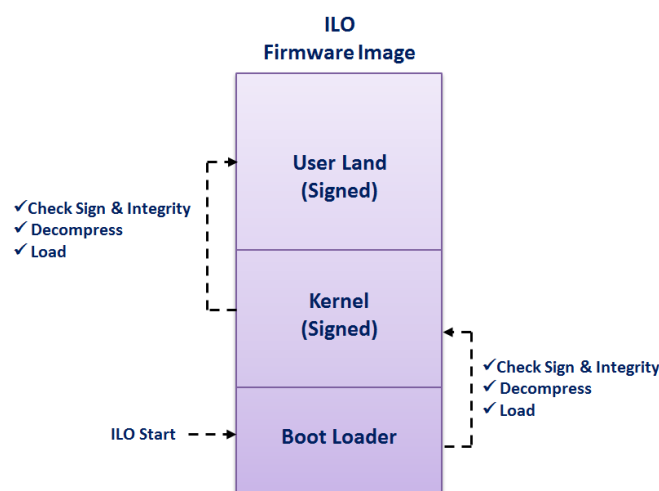 ILO
Firmware Image
User Land
(Signed)
✓Check Sign & Integrity
✓Decompress
✓Load
Kernel
(Signed)
✓Check Sign & Integrity
✓Decompress
✓Load
ILO Start
Boot Loader